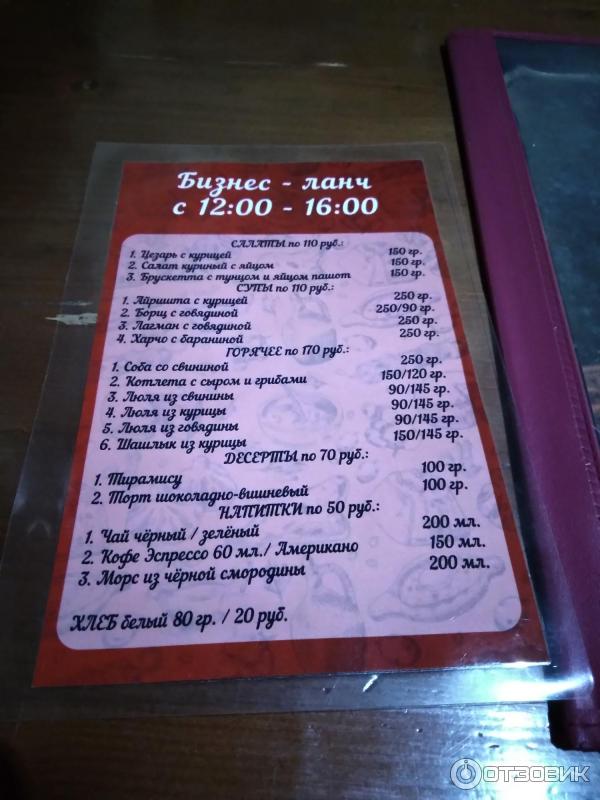 Бизнес - ланч
с 12:00 - 16:00
САЛАТЫ по 110 руб.:
1. Цезарь с курицей 150 гр.
2. Салат куриный с яйцом 150 гр.
3. Брускетта с тунцом и яйцом пашот 150 гр.
СУПЫ по 110 руб.:
1. Айришта с курицей 250 гр.
2. Борщ с говядиной 250/90 гр.
3. Лагман с говядиной 250 гр.
4. Харчо с бараниной 250 гр.
ГОРЯЧЕЕ по 170 руб.:
1. Соба со свининой 250 гр.
2. Котлета с сыром и грибами 150/120 гр.
3. Люля из свинины 90/145 гр.
4. Люля из курицы 90/145 гр.
5. Люля из говядины 90/145 гр.
6. Шашлык из курицы 150/145 гр.
ДЕСЕРТЫ по 70 руб.:
1. Тирамису 100 гр.
2. Торт шоколадно-вишневый 100 гр.
НАПИТКИ по 50 руб.:
1. Чай чёрный / зелёный 200 мл.
2. Кофе Эспрессо 60 мл./ Американо 150 мл.
3. Морс из чёрной смородины 200 мл.
ХЛЕБ белый 80 гр. / 20 руб.
ОТЗОВИК